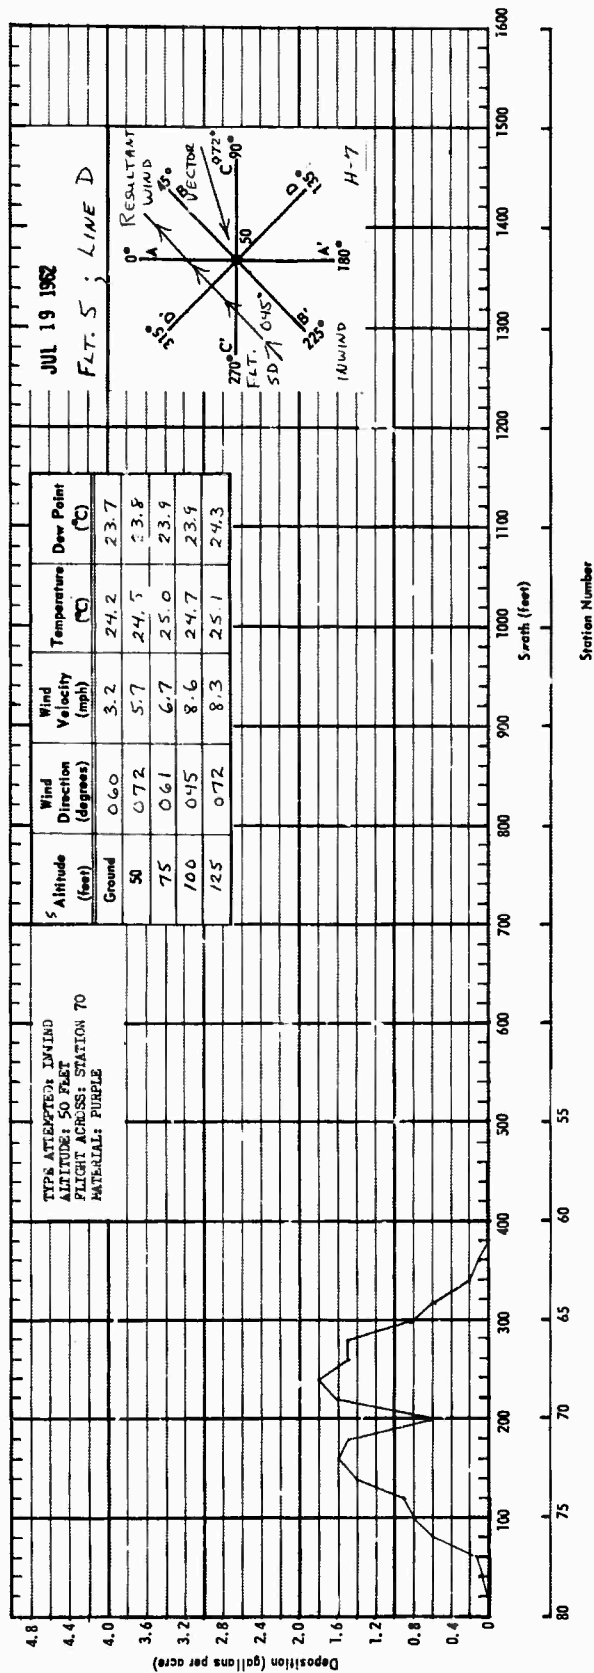 TYPE ATTEMPTED: INWIND
ALTITUDE: 50 FEET
FLIGHT ACROSS: STATION 70
MATERIAL: PURPLE
5 Altitude (feet) Wind Direction (degrees) Wind Velocity (mph) Temperature (°C) Dew Point (°C)
Ground 060 3.2 24.2 23.7
50 072 5.7 24.5 23.8
75 061 6.7 25.0 23.9
100 045 8.6 24.7 23.9
125 072 8.3 25.1 24.3
JUL 19 1962
FLT. 5 ; LINE D
RESULTANT
WIND
VECTOR
072°
0°
A
45°
B
C 90°
D
135°
A'
180°
B'
225°
270° C'
D'
315°
50
FLT.
5D
045°
INWIND
H-7
Deposition (gallons per acre)
4.8
4.4
4.0
3.6
3.2
2.8
2.4
2.0
1.6
1.2
0.8
0.4
0
100 200 300 400 500 600 700 800 900 1000 1100 1200 1300 1400 1500 1600
Swath (feet)
80 75 70 65 60 55
Station Number